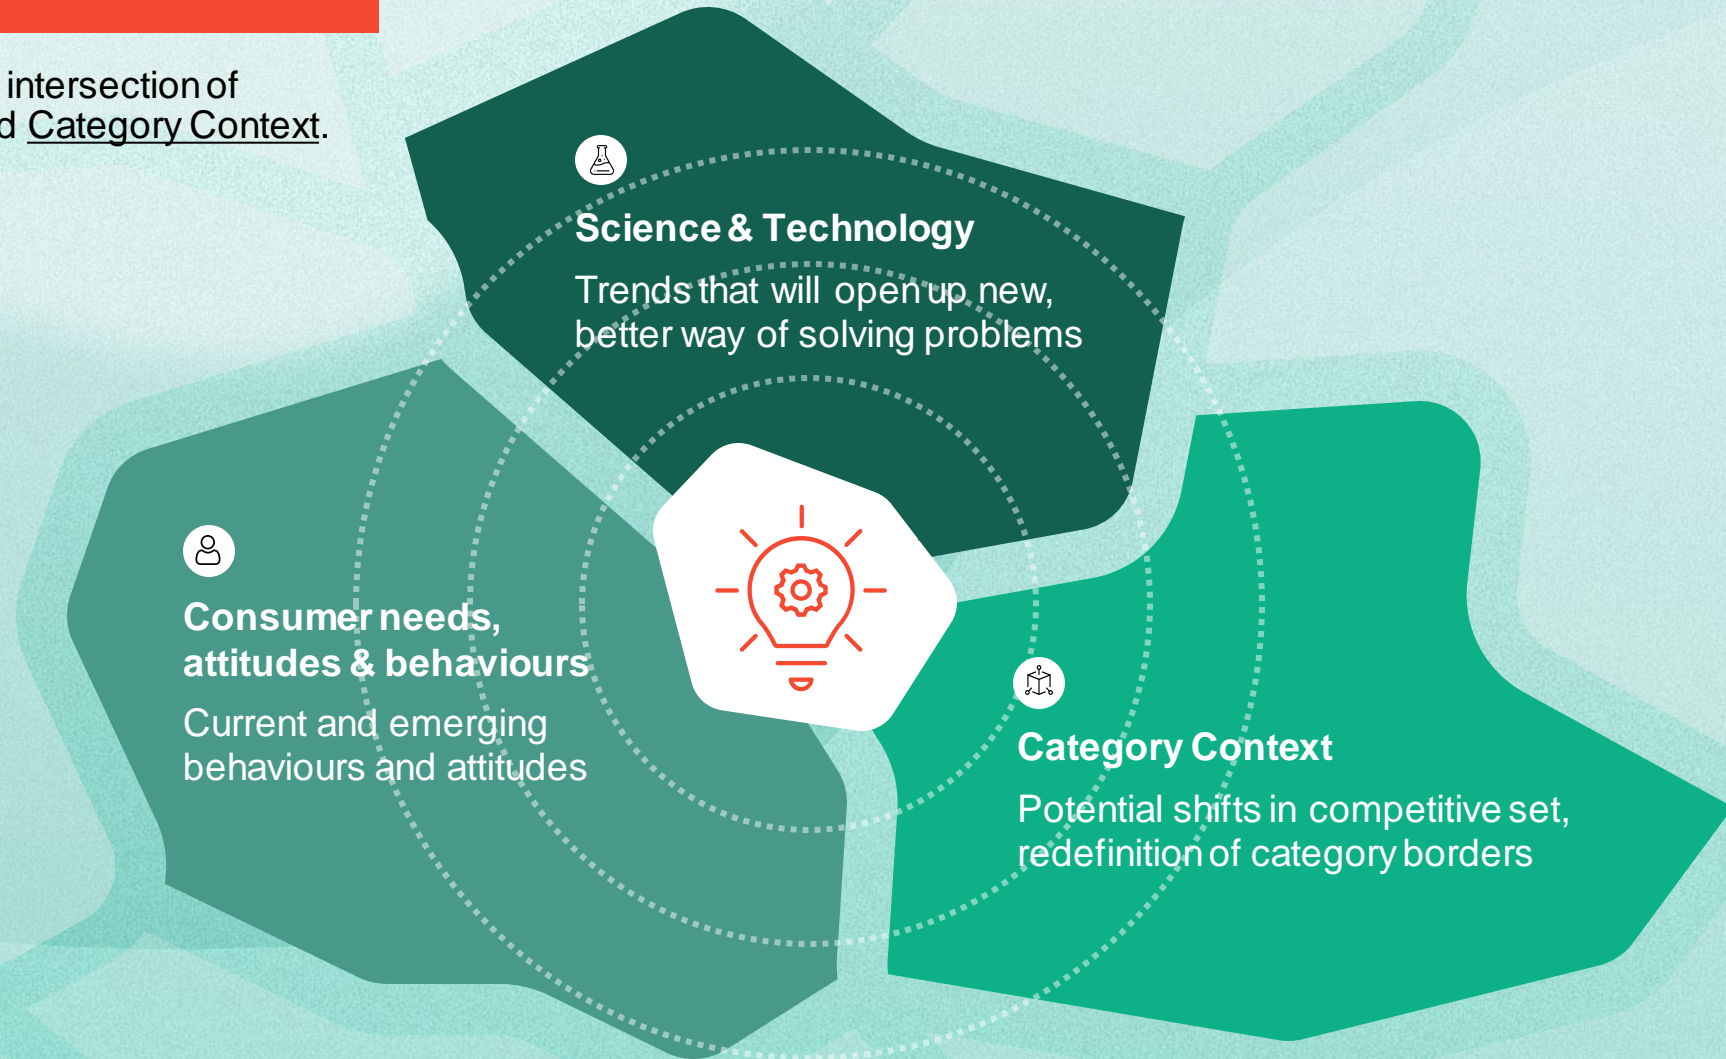 intersection of
d Category Context.
Science & Technology
Trends that will open up new,
better way of solving problems
Consumer needs,
attitudes & behaviours
Current and emerging
behaviours and attitudes
Category Context
Potential shifts in competitive set,
redefinition of category borders